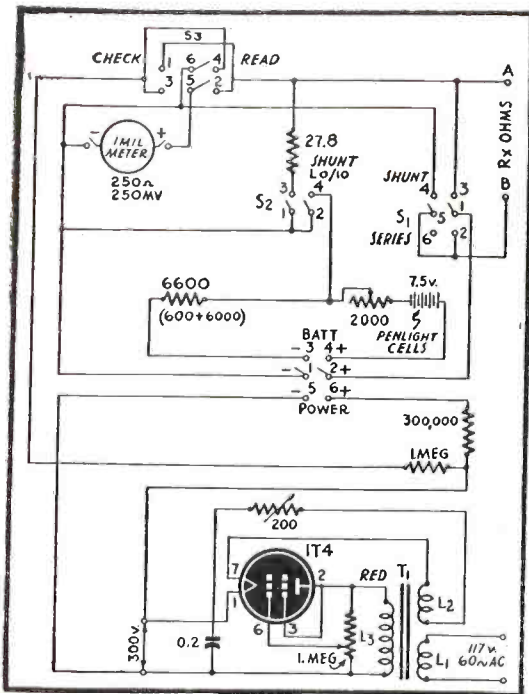 S3
CHECK 1 6 4 READ
3 5 2
- 1MIL METER +
250Ω
250MV
27.8
SHUNT
LO/10
3 4
S2 1 2
A
RX OHMS
B
SHUNT 4 3
S1 5 1
SERIES 6 2
6600
(600+6000)
2000
7.5v.
PENLIGHT
CELLS
BATT
- 3 4+
- 1 2+
- 5 6+
POWER
300,000
1.MEG
200
1T4
7 2
1
6 3
RED T1
L2
L3
L1
117v.
60~AC
1.MEG
0.2
300v.